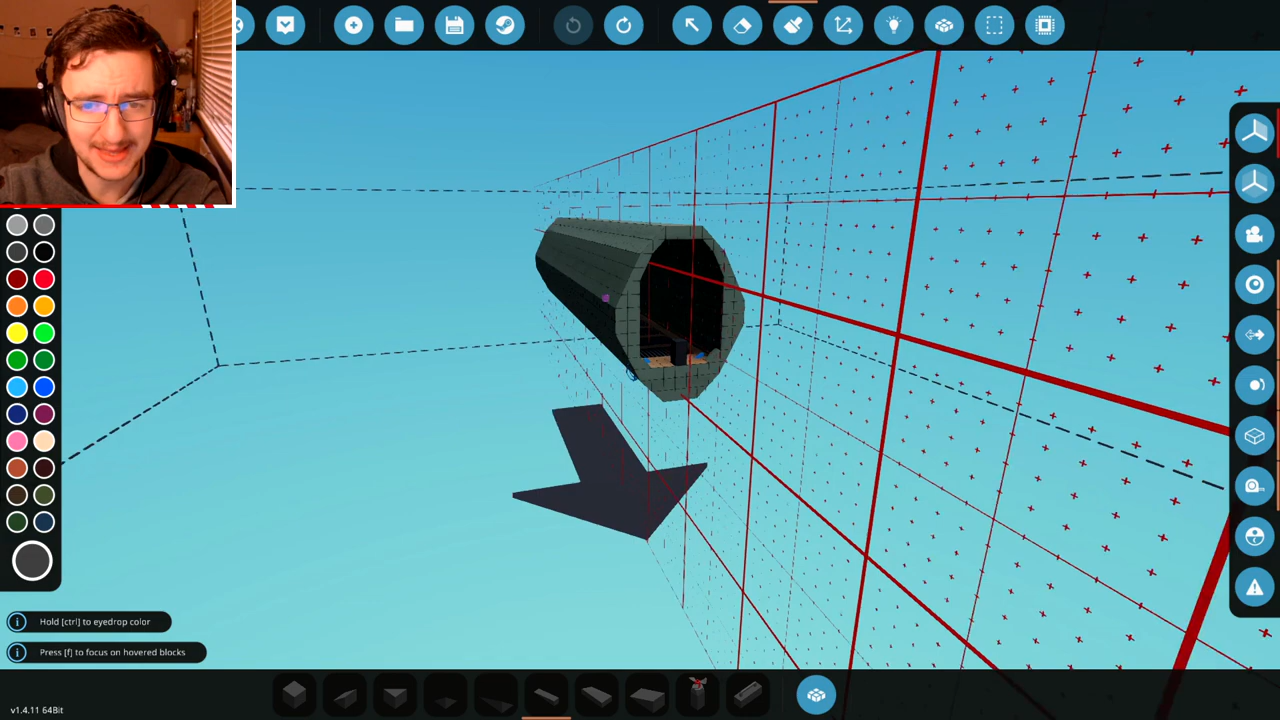 Hold [ctrl] to eyedrop color
Press [f] to focus on hovered blocks
v1.4.11 64Bit